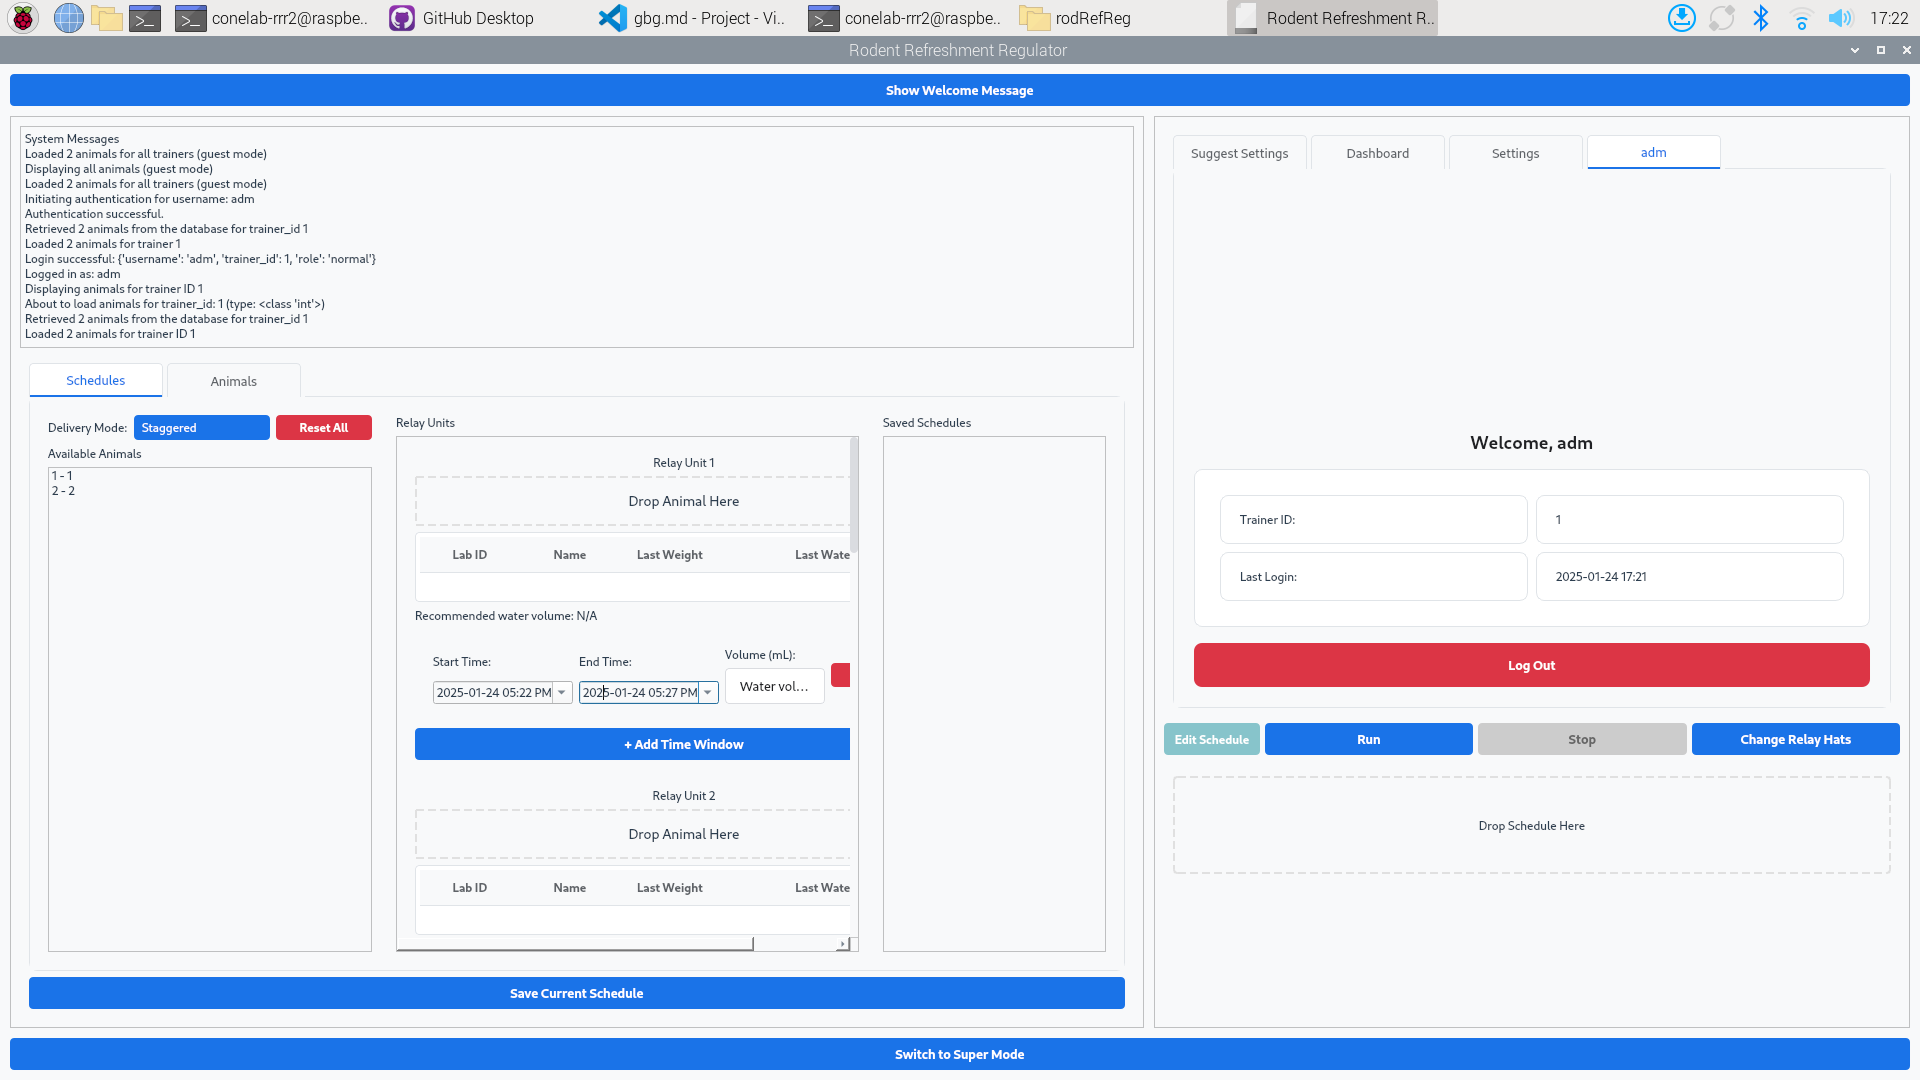 conelab-rrr2@raspbe..
GitHub Desktop
gbg.md - Project - Vi..
conelab-rrr2@raspbe..
rodRefReg
Rodent Refreshment R..
17:22
Rodent Refreshment Regulator
Show Welcome Message
System Messages
Loaded 2 animals for all trainers (guest mode)
Displaying all animals (guest mode)
Loaded 2 animals for all trainers (guest mode)
Initiating authentication for username: adm
Authentication successful.
Retrieved 2 animals from the database for trainer_id 1
Loaded 2 animals for trainer 1
Login successful: {'username': 'adm', 'trainer_id': 1, 'role': 'normal'}
Logged in as: adm
Displaying animals for trainer ID 1
About to load animals for trainer_id: 1 (type: <class 'int'>)
Retrieved 2 animals from the database for trainer_id 1
Loaded 2 animals for trainer ID 1
Schedules
Animals
Delivery Mode:
Staggered
Reset All
Available Animals
1 - 1
2 - 2
Relay Units
Relay Unit 1
Drop Animal Here
Lab ID
Name
Last Weight
Last Wate
Recommended water volume: N/A
Start Time:
End Time:
Volume (mL):
2025-01-24 05:22 PM
2025-01-24 05:27 PM
Water vol...
+ Add Time Window
Relay Unit 2
Drop Animal Here
Lab ID
Name
Last Weight
Last Wate
Saved Schedules
Save Current Schedule
Suggest Settings
Dashboard
Settings
adm
Welcome, adm
Trainer ID:
1
Last Login:
2025-01-24 17:21
Log Out
Edit Schedule
Run
Stop
Change Relay Hats
Drop Schedule Here
Switch to Super Mode